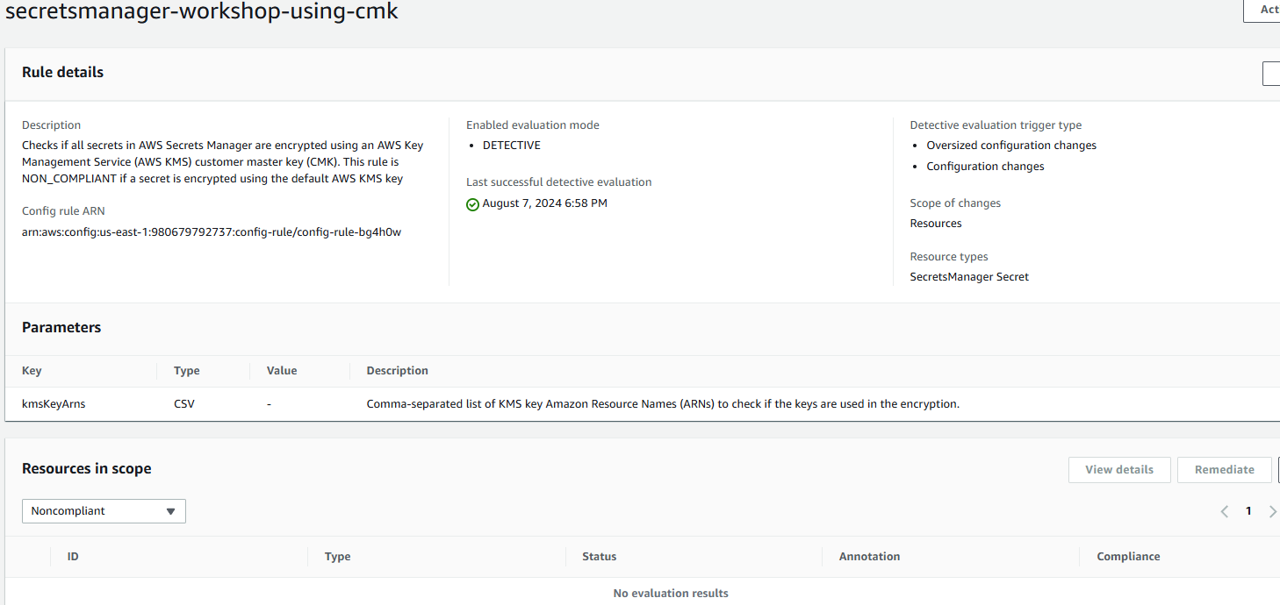 secretsmanager-workshop-using-cmk
Act
Rule details
Description
Checks if all secrets in AWS Secrets Manager are encrypted using an AWS Key
Management Service (AWS KMS) customer master key (CMK). This rule is
NON_COMPLIANT if a secret is encrypted using the default AWS KMS key
Config rule ARN
arn:aws:config:us-east-1:980679792737:config-rule/config-rule-bg4h0w
Enabled evaluation mode
• DETECTIVE
Last successful detective evaluation
August 7, 2024 6:58 PM
Detective evaluation trigger type
• Oversized configuration changes
• Configuration changes
Scope of changes
Resources
Resource types
SecretsManager Secret
Parameters
Key Type Value Description
kmsKeyArns CSV - Comma-separated list of KMS key Amazon Resource Names (ARNs) to check if the keys are used in the encryption.
Resources in scope
View details Remediate
Noncompliant
1
ID Type Status Annotation Compliance
No evaluation results